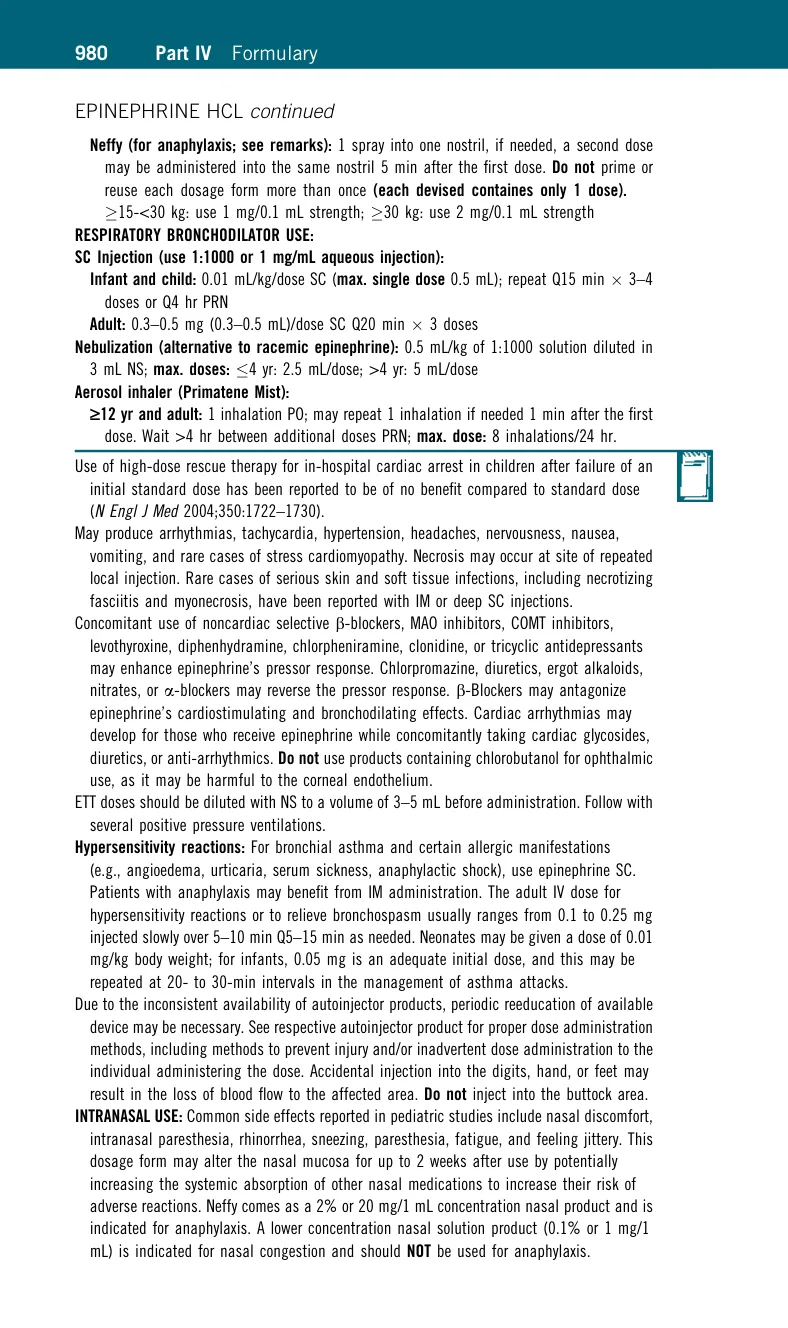 980 Part IV Formulary
EPINEPHRINE HCL continued
Neffy (for anaphylaxis; see remarks): 1 spray into one nostril, if needed, a second dose
may be administered into the same nostril 5 min after the first dose. Do not prime or
reuse each dosage form more than once (each devised containes only 1 dose).
≥15-<30 kg: use 1 mg/0.1 mL strength; ≥30 kg: use 2 mg/0.1 mL strength
RESPIRATORY BRONCHODILATOR USE:
SC Injection (use 1:1000 or 1 mg/mL aqueous injection):
Infant and child: 0.01 mL/kg/dose SC (max. single dose 0.5 mL); repeat Q15 min × 3–4
doses or Q4 hr PRN
Adult: 0.3–0.5 mg (0.3–0.5 mL)/dose SC Q20 min × 3 doses
Nebulization (alternative to racemic epinephrine): 0.5 mL/kg of 1:1000 solution diluted in
3 mL NS; max. doses: ≤4 yr: 2.5 mL/dose; >4 yr: 5 mL/dose
Aerosol inhaler (Primatene Mist):
≥12 yr and adult: 1 inhalation PO; may repeat 1 inhalation if needed 1 min after the first
dose. Wait >4 hr between additional doses PRN; max. dose: 8 inhalations/24 hr.
Use of high-dose rescue therapy for in-hospital cardiac arrest in children after failure of an
initial standard dose has been reported to be of no benefit compared to standard dose
(N Engl J Med 2004;350:1722–1730).
May produce arrhythmias, tachycardia, hypertension, headaches, nervousness, nausea,
vomiting, and rare cases of stress cardiomyopathy. Necrosis may occur at site of repeated
local injection. Rare cases of serious skin and soft tissue infections, including necrotizing
fasciitis and myonecrosis, have been reported with IM or deep SC injections.
Concomitant use of noncardiac selective β-blockers, MAO inhibitors, COMT inhibitors,
levothyroxine, diphenhydramine, chlorpheniramine, clonidine, or tricyclic antidepressants
may enhance epinephrine's pressor response. Chlorpromazine, diuretics, ergot alkaloids,
nitrates, or α-blockers may reverse the pressor response. β-Blockers may antagonize
epinephrine's cardiostimulating and bronchodilating effects. Cardiac arrhythmias may
develop for those who receive epinephrine while concomitantly taking cardiac glycosides,
diuretics, or anti-arrhythmics. Do not use products containing chlorobutanol for ophthalmic
use, as it may be harmful to the corneal endothelium.
ETT doses should be diluted with NS to a volume of 3–5 mL before administration. Follow with
several positive pressure ventilations.
Hypersensitivity reactions: For bronchial asthma and certain allergic manifestations
(e.g., angioedema, urticaria, serum sickness, anaphylactic shock), use epinephrine SC.
Patients with anaphylaxis may benefit from IM administration. The adult IV dose for
hypersensitivity reactions or to relieve bronchospasm usually ranges from 0.1 to 0.25 mg
injected slowly over 5–10 min Q5–15 min as needed. Neonates may be given a dose of 0.01
mg/kg body weight; for infants, 0.05 mg is an adequate initial dose, and this may be
repeated at 20- to 30-min intervals in the management of asthma attacks.
Due to the inconsistent availability of autoinjector products, periodic reeducation of available
device may be necessary. See respective autoinjector product for proper dose administration
methods, including methods to prevent injury and/or inadvertent dose administration to the
individual administering the dose. Accidental injection into the digits, hand, or feet may
result in the loss of blood flow to the affected area. Do not inject into the buttock area.
INTRANASAL USE: Common side effects reported in pediatric studies include nasal discomfort,
intranasal paresthesia, rhinorrhea, sneezing, paresthesia, fatigue, and feeling jittery. This
dosage form may alter the nasal mucosa for up to 2 weeks after use by potentially
increasing the systemic absorption of other nasal medications to increase their risk of
adverse reactions. Neffy comes as a 2% or 20 mg/1 mL concentration nasal product and is
indicated for anaphylaxis. A lower concentration nasal solution product (0.1% or 1 mg/1
mL) is indicated for nasal congestion and should NOT be used for anaphylaxis.